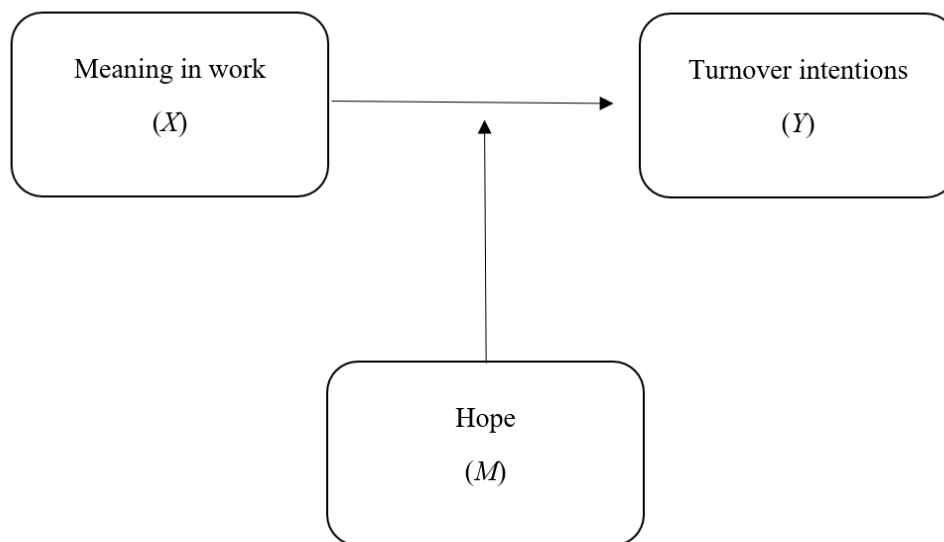 Meaning in work
(X)
Turnover intentions
(Y)
Hope
(M)